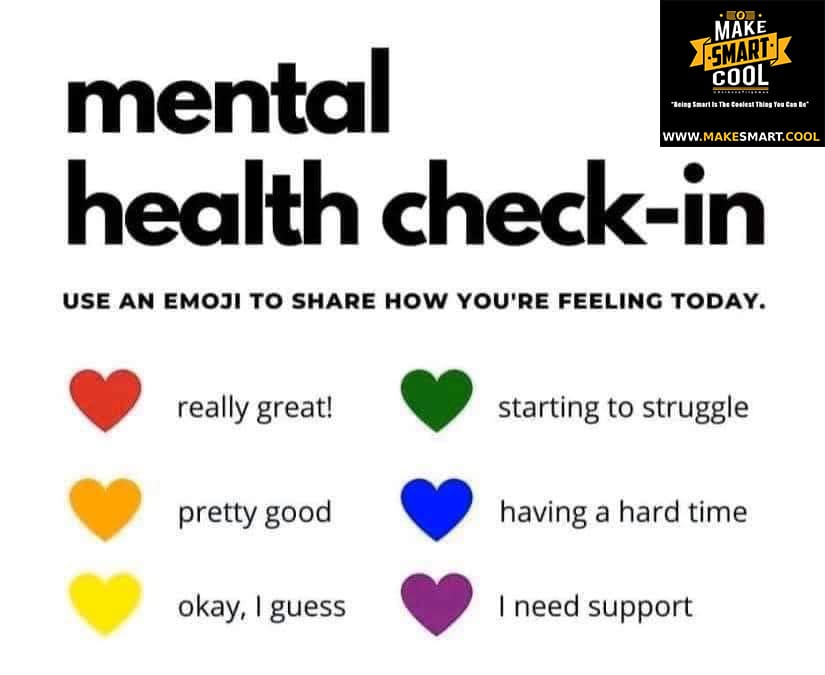 MAKE
SMART
COOL
"Being Smart Is The Coolest Thing You Can Be"
WWW.MAKESMART.COOL
mental
health check-in
USE AN EMOJI TO SHARE HOW YOU'RE FEELING TODAY.
really great!
starting to struggle
pretty good
having a hard time
okay, I guess
I need support